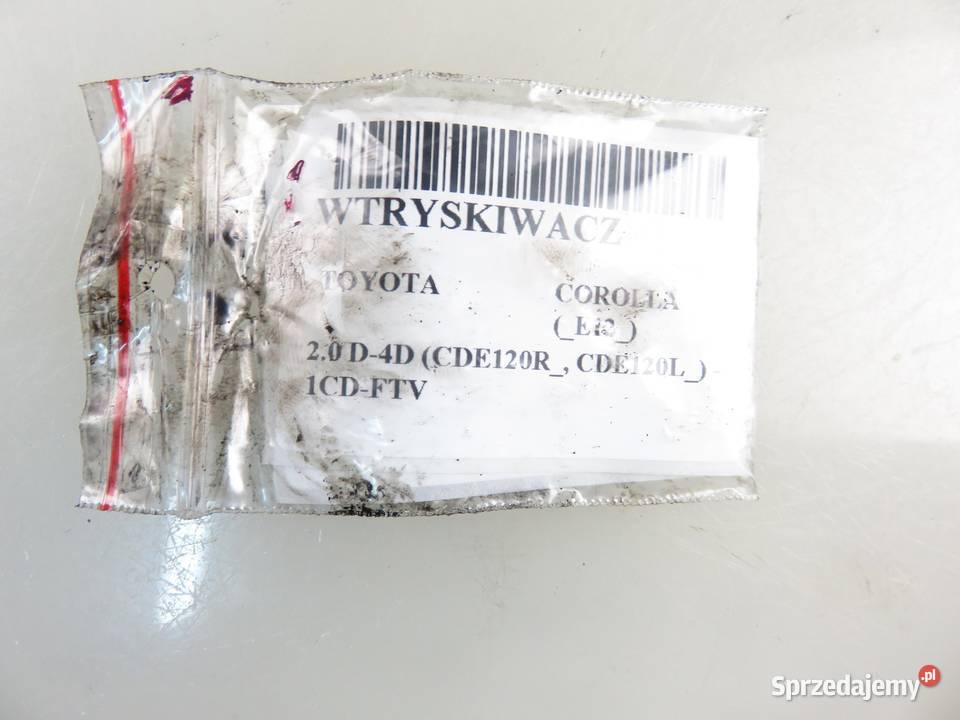 WTRYSKIWACZ
TOYOTA COROLLA
(_E12_)
2.0 D-4D (CDE120R_, CDE120L_) -
1CD-FTV
Sprzedajemy.pl